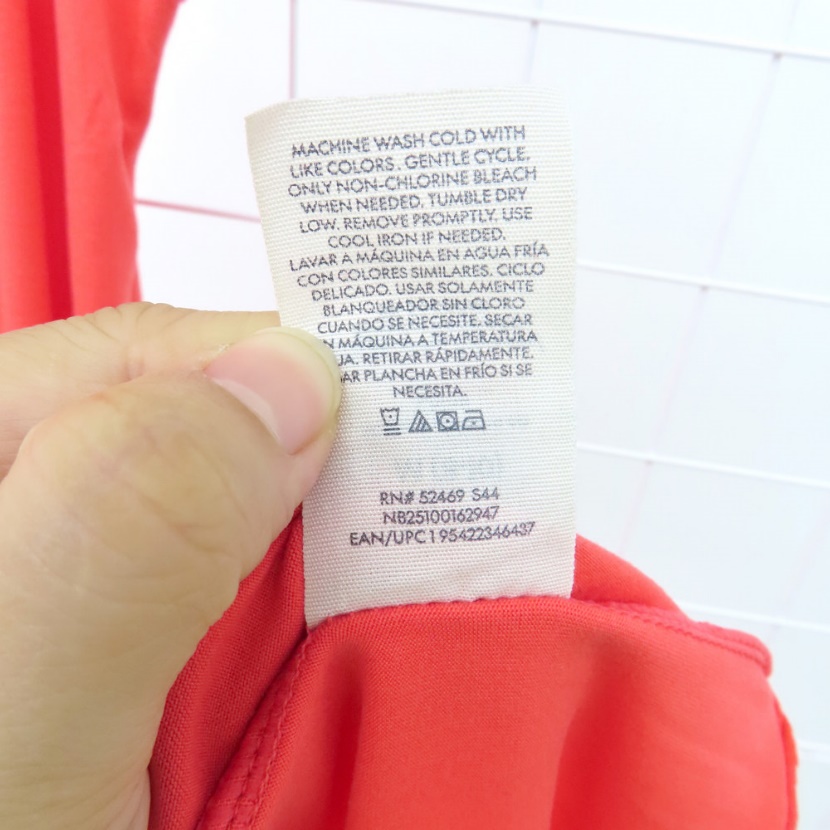 MACHINE WASH COLD WITH
LIKE COLORS. GENTLE CYCLE.
ONLY NON-CHLORINE BLEACH
WHEN NEEDED. TUMBLE DRY
LOW. REMOVE PROMPTLY. USE
COOL IRON IF NEEDED.
LAVAR A MÁQUINA EN AGUA FRÍA
CON COLORES SIMILARES. CICLO
DELICADO. USAR SOLAMENTE
BLANQUEADOR SIN CLORO
CUANDO SE NECESITE. SECAR
MÁQUINA A TEMPERATURA
RETIRAR RÁPIDAMENTE.
PLANCHA EN FRÍO SI SE
NECESITA.
RN# 52469 S44
NB25100162947
EAN/UPC195422346437